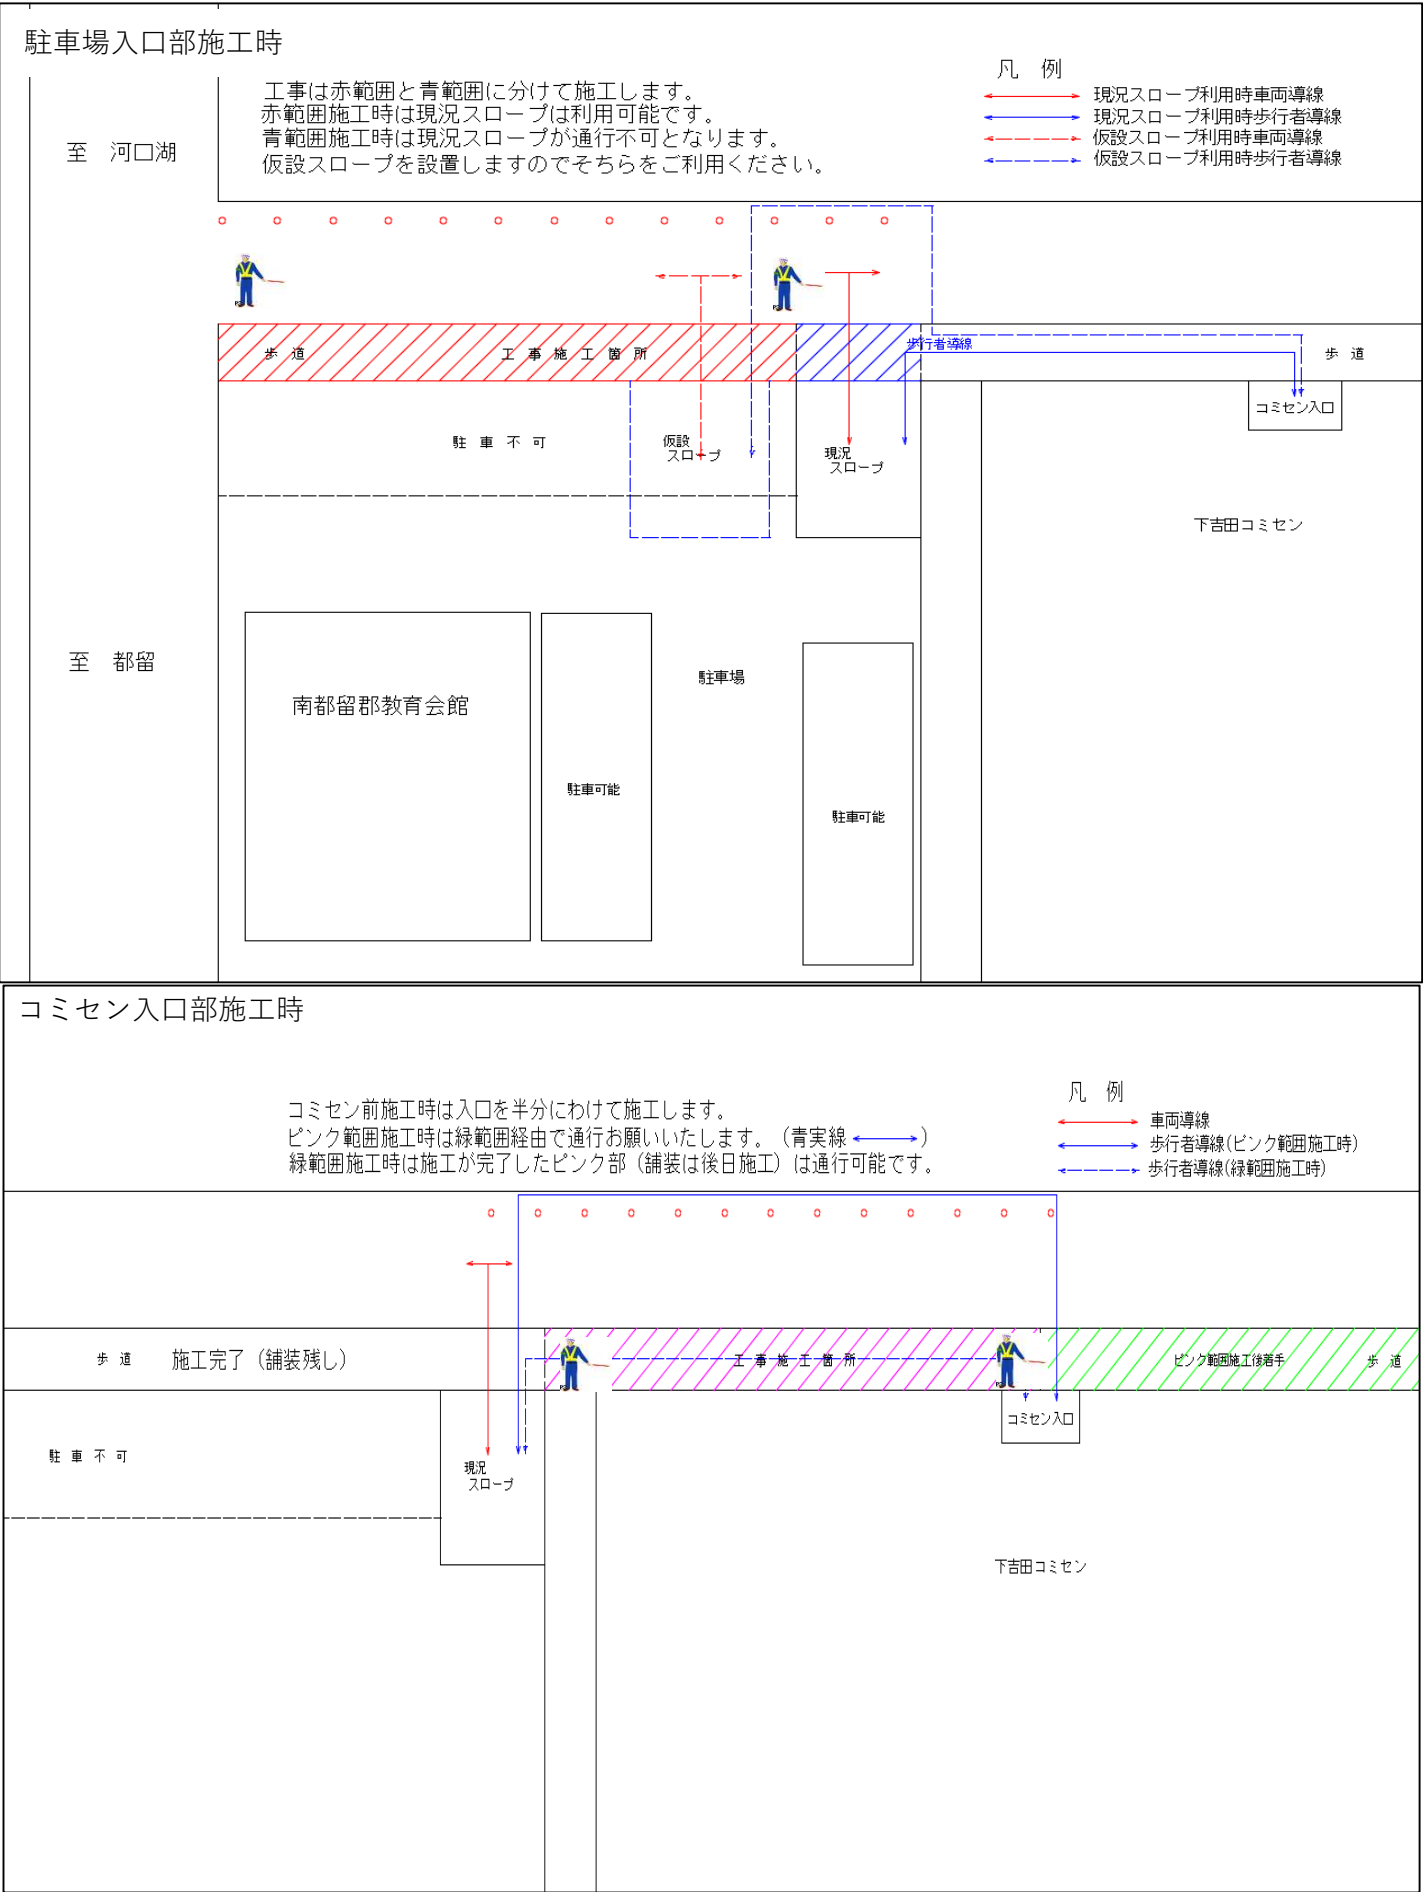 駐車場入口部施工時
工事は赤範囲と青範囲に分けて施工します。
赤範囲施工時は現況スロープは利用可能です。
青範囲施工時は現況スロープが通行不可となります。
仮設スロープを設置しますのでそちらをご利用ください。
凡 例
現況スロープ利用時車両導線
現況スロープ利用時歩行者導線
仮設スロープ利用時車両導線
仮設スロープ利用時歩行者導線
至 河口湖
歩 道
工 事 施 工 箇 所
歩行者導線
歩 道
コミセン入口
駐 車 不 可
仮設
スロープ
現況
スロープ
下吉田コミセン
至 都留
南都留郡教育会館
駐車場
駐車可能
駐車可能
コミセン入口部施工時
コミセン前施工時は入口を半分にわけて施工します。
ピンク範囲施工時は緑範囲経由で通行お願いいたします。（青実線 ）
緑範囲施工時は施工が完了したピンク部（舗装は後日施工）は通行可能です。
凡 例
車両導線
歩行者導線(ピンク範囲施工時)
歩行者導線(緑範囲施工時)
歩 道
施工完了（舗装残し）
工 事 施 工 箇 所
ピンク範囲施工後着手
歩 道
コミセン入口
駐 車 不 可
現況
スロープ
下吉田コミセン